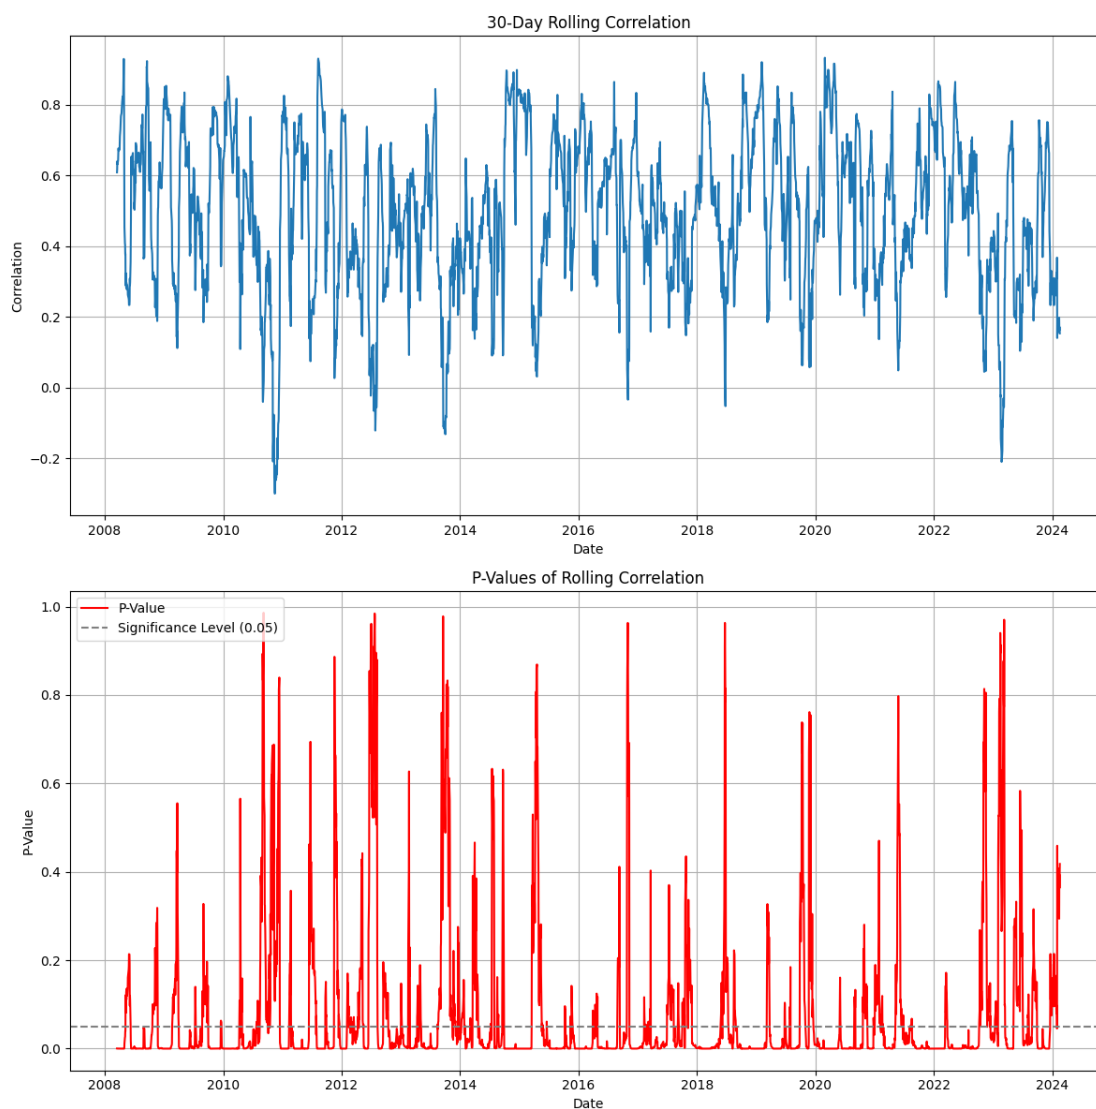 30-Day Rolling Correlation
0.8
0.6
0.4
0.2
0.0
−0.2
Correlation
2008 2010 2012 2014 2016 2018 2020 2022 2024
Date
P-Values of Rolling Correlation
P-Value
Significance Level (0.05)
1.0
0.8
0.6
0.4
0.2
0.0
P-Value
2008 2010 2012 2014 2016 2018 2020 2022 2024
Date